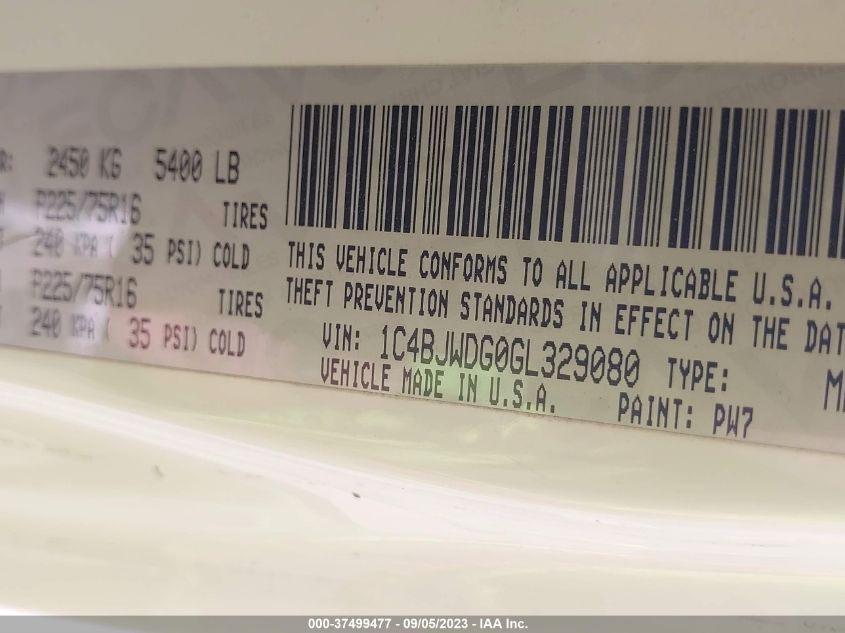 R: 2450 KG 5400 LB
P225/75R16 TIRES
240 KPA ( 35 PSI) COLD
P225/75R16 TIRES
240 KPA ( 35 PSI) COLD
THIS VEHICLE CONFORMS TO ALL APPLICABLE U.S.A.
THEFT PREVENTION STANDARDS IN EFFECT ON THE DAT
VIN: 1C4BJWDG0GL329080 TYPE: M
VEHICLE MADE IN U.S.A. PAINT: PW7
000-37499477 - 09/05/2023 - IAA Inc.